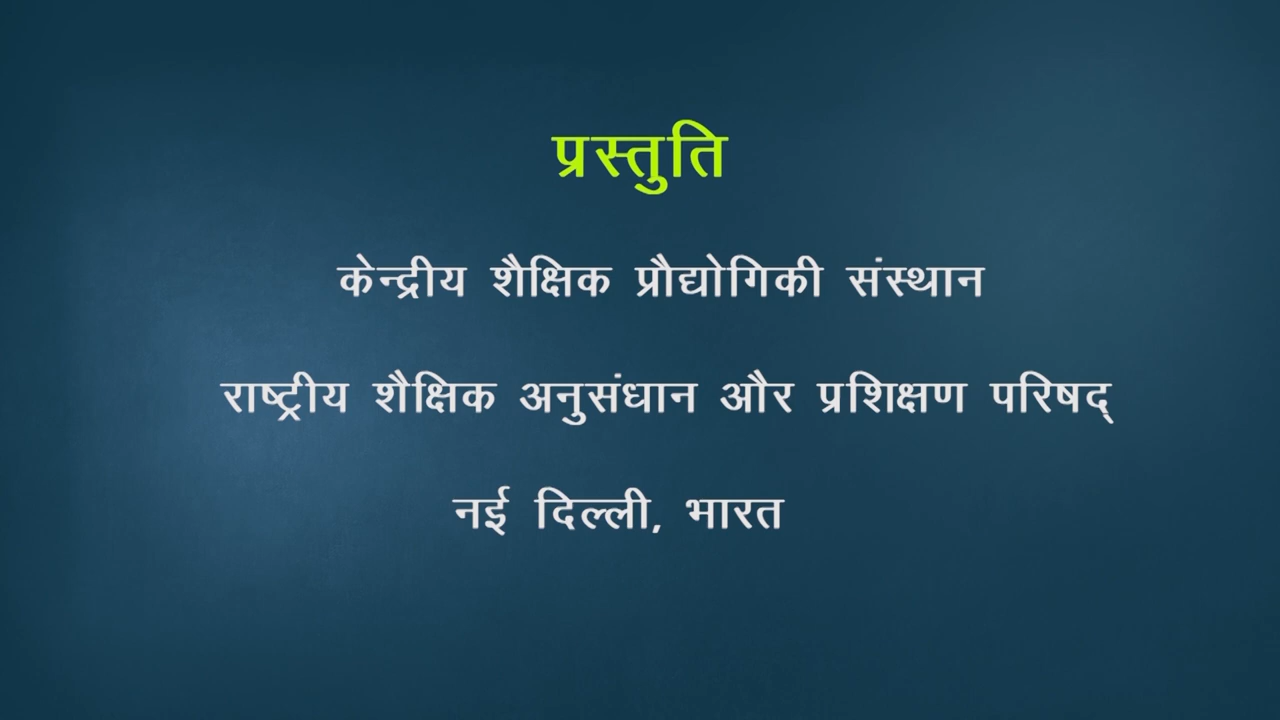 प्रस्तुति
केन्द्रीय शैक्षिक प्रौद्योगिकी संस्थान
राष्ट्रीय शैक्षिक अनुसंधान और प्रशिक्षण परिषद्
नई दिल्ली, भारत